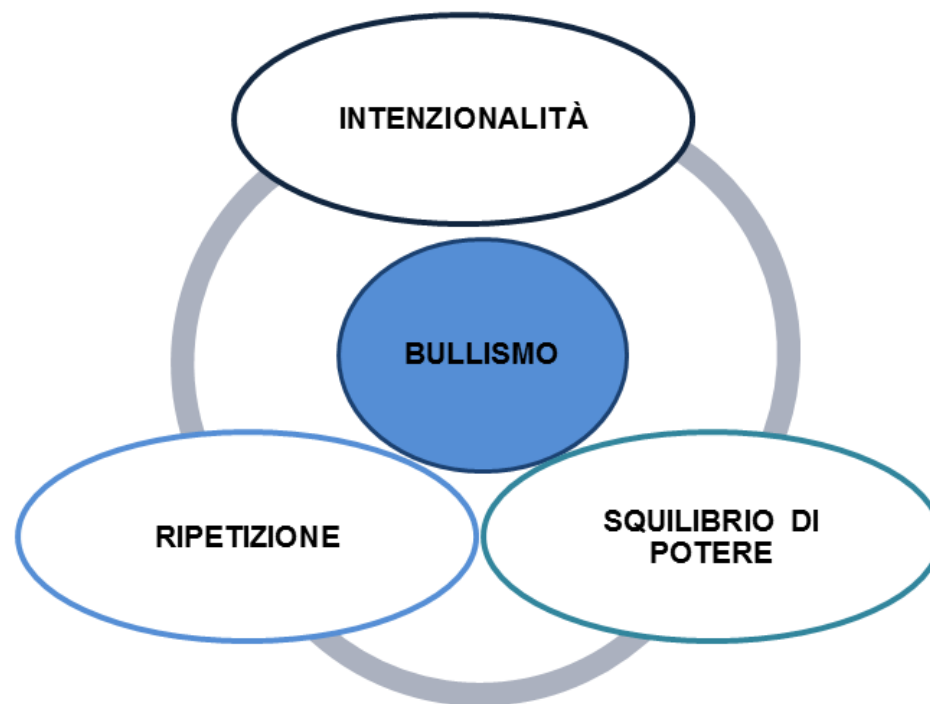 INTENZIONALITÀ
BULLISMO
RIPETIZIONE
SQUILIBRIO DI
POTERE